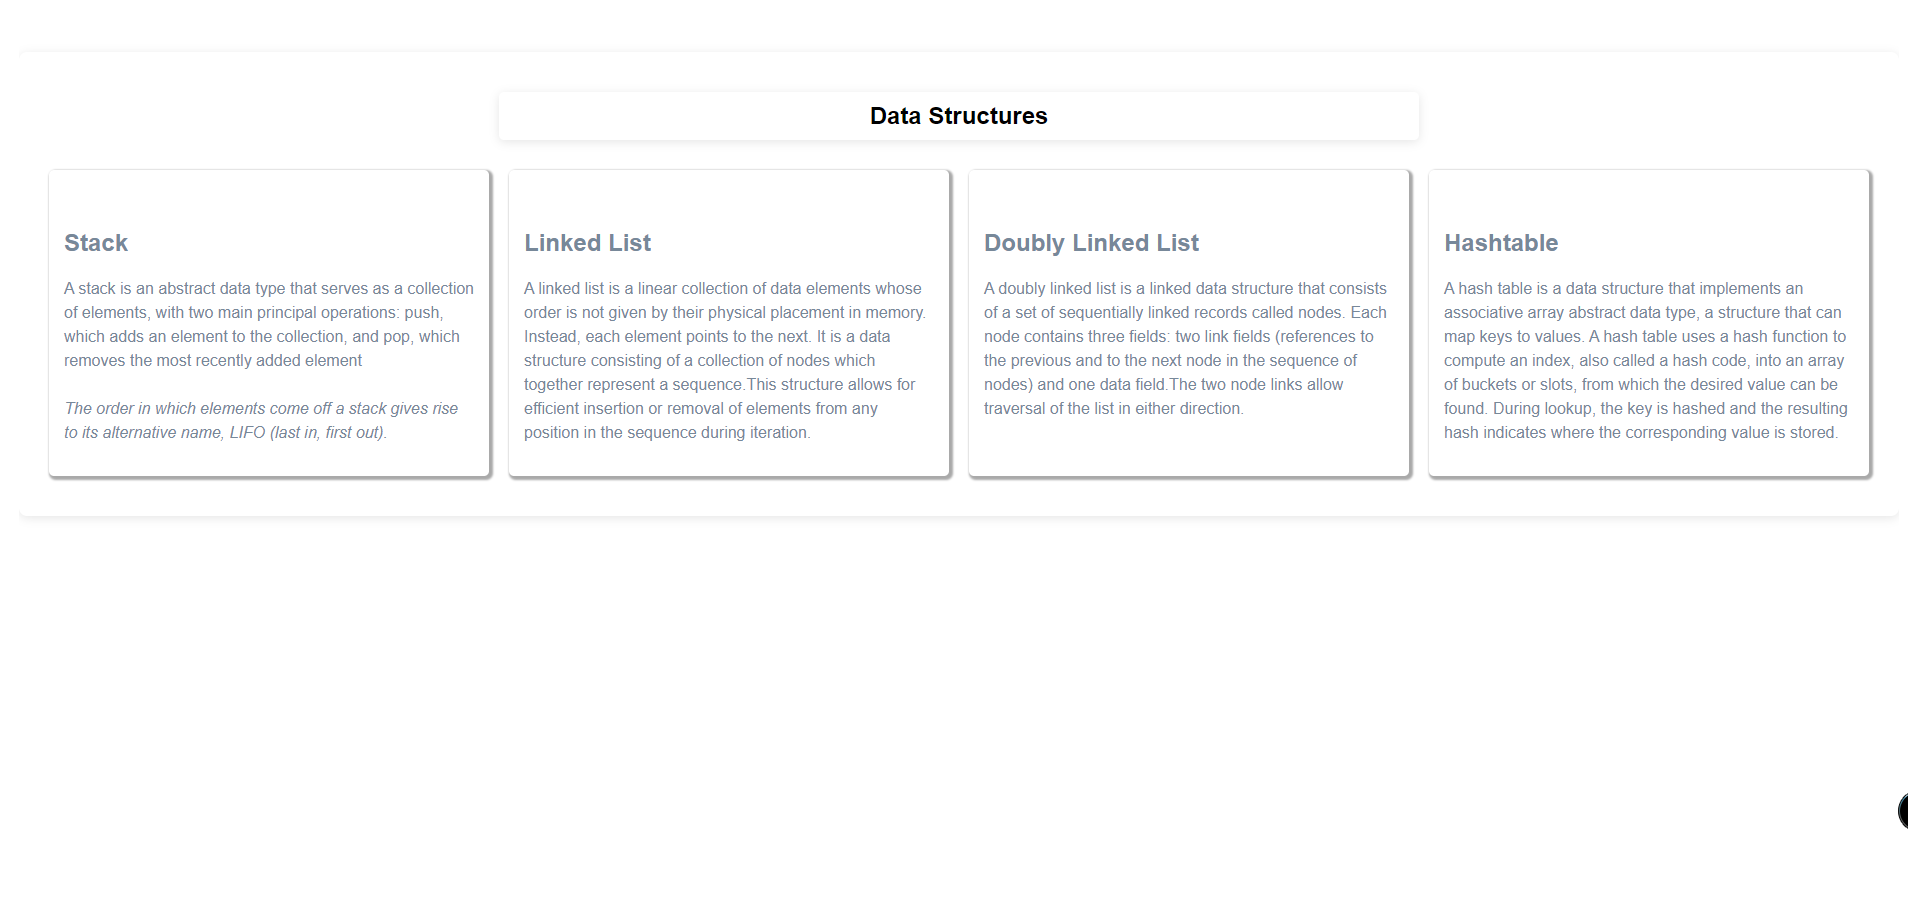 Data Structures
Stack
A stack is an abstract data type that serves as a collection
of elements, with two main principal operations: push,
which adds an element to the collection, and pop, which
removes the most recently added element
The order in which elements come off a stack gives rise
to its alternative name, LIFO (last in, first out).
Linked List
A linked list is a linear collection of data elements whose
order is not given by their physical placement in memory.
Instead, each element points to the next. It is a data
structure consisting of a collection of nodes which
together represent a sequence.This structure allows for
efficient insertion or removal of elements from any
position in the sequence during iteration.
Doubly Linked List
A doubly linked list is a linked data structure that consists
of a set of sequentially linked records called nodes. Each
node contains three fields: two link fields (references to
the previous and to the next node in the sequence of
nodes) and one data field.The two node links allow
traversal of the list in either direction.
Hashtable
A hash table is a data structure that implements an
associative array abstract data type, a structure that can
map keys to values. A hash table uses a hash function to
compute an index, also called a hash code, into an array
of buckets or slots, from which the desired value can be
found. During lookup, the key is hashed and the resulting
hash indicates where the corresponding value is stored.